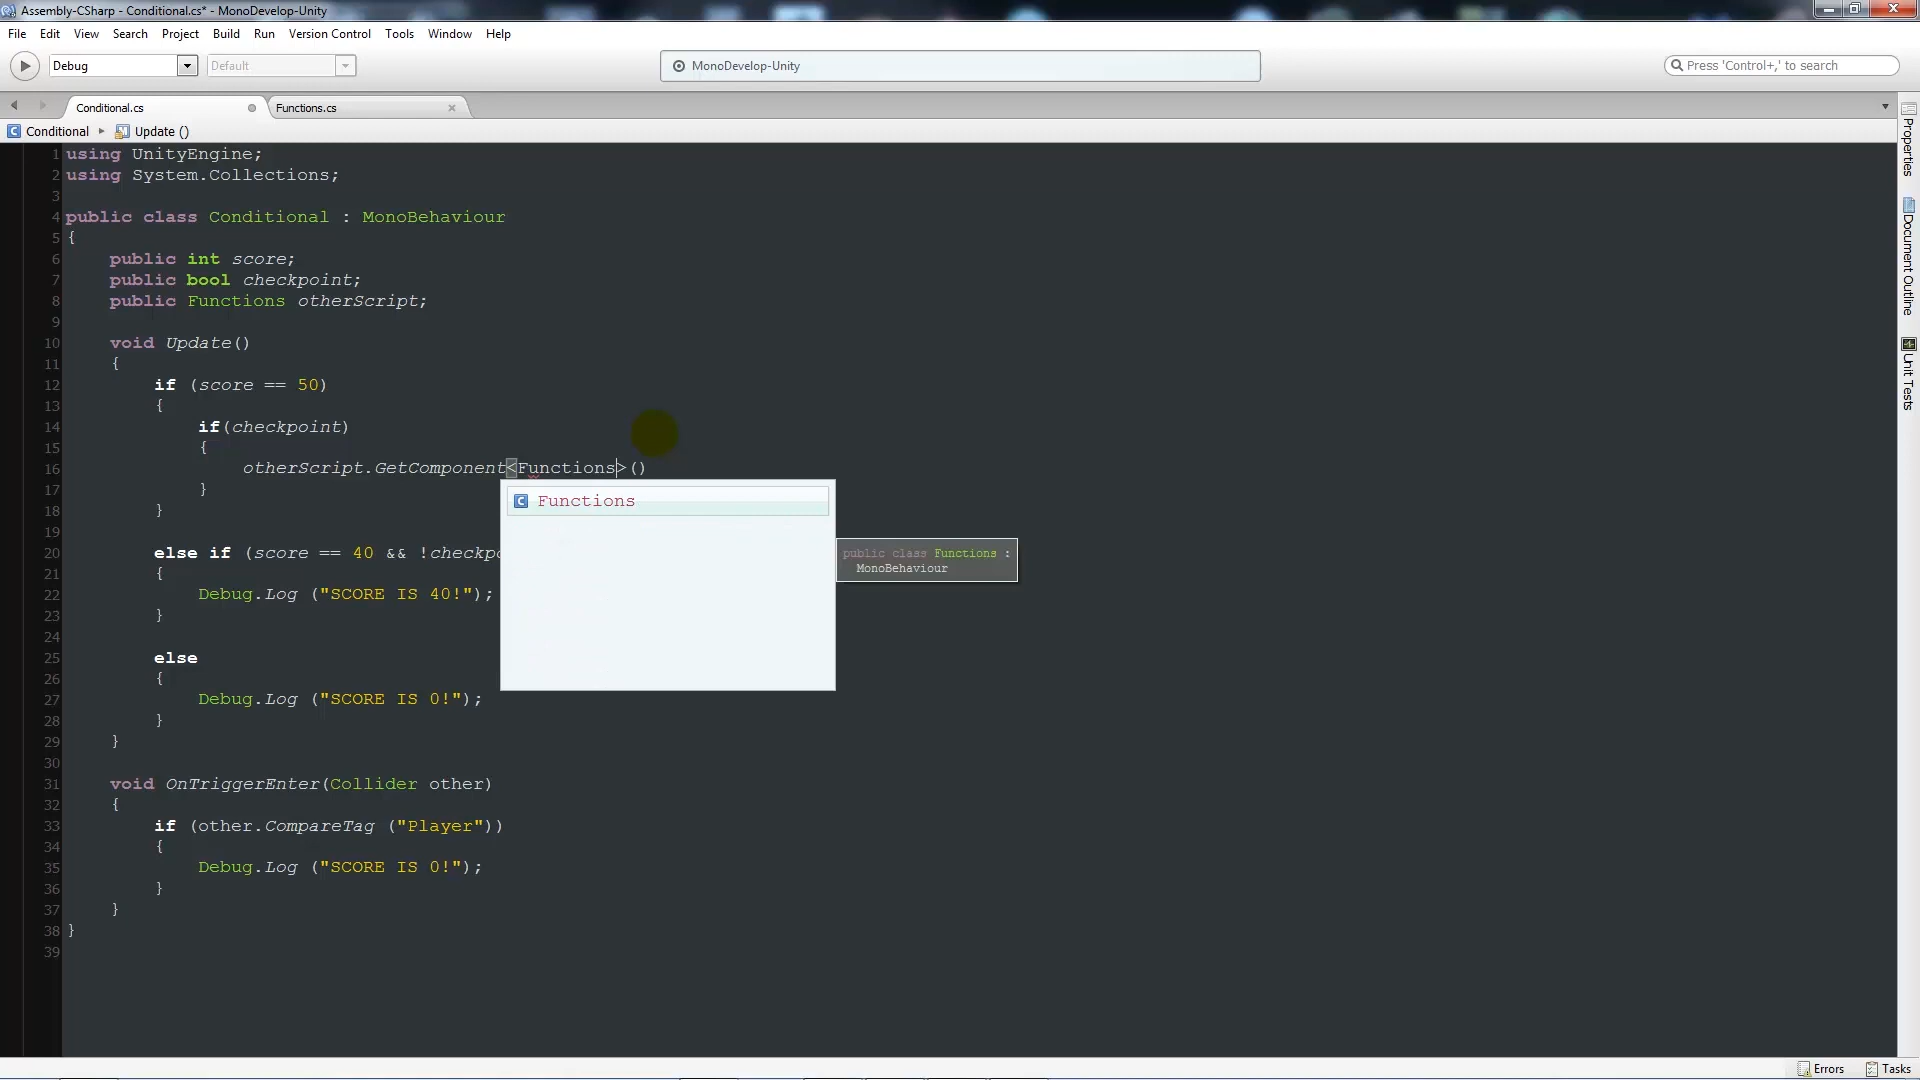 Assembly-CSharp - Conditional.cs* - MonoDevelop-Unity
File Edit View Search Project Build Run Version Control Tools Window Help
Debug Default MonoDevelop-Unity Press 'Control+,' to search
Conditional.cs Functions.cs
Conditional Update ()
1 using UnityEngine;
2 using System.Collections;
3
4 public class Conditional : MonoBehaviour
5 {
6 public int score;
7 public bool checkpoint;
8 public Functions otherScript;
9
10 void Update()
11 {
12 if (score == 50)
13 {
14 if(checkpoint)
15 {
16 otherScript.GetComponent<Functions>()
17 }
18 }
19
20 else if (score == 40 && !checkpo
21 {
22 Debug.Log ("SCORE IS 40!");
23 }
24
25 else
26 {
27 Debug.Log ("SCORE IS 0!");
28 }
29 }
30
31 void OnTriggerEnter(Collider other)
32 {
33 if (other.CompareTag ("Player"))
34 {
35 Debug.Log ("SCORE IS 0!");
36 }
37 }
38 }
39
Functions
public class Functions :
MonoBehaviour
Properties
Document Outline
Unit Tests
Errors Tasks